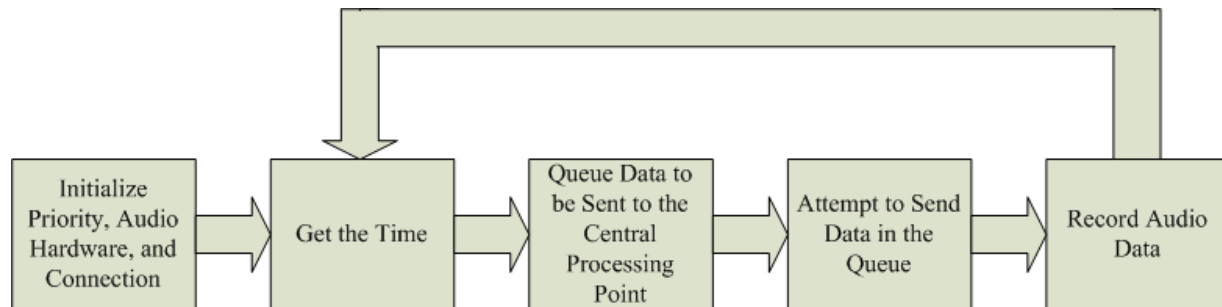 Initialize
Priority, Audio
Hardware, and
Connection
Get the Time
Queue Data to
be Sent to the
Central
Processing
Point
Attempt to Send
Data in the
Queue
Record Audio
Data